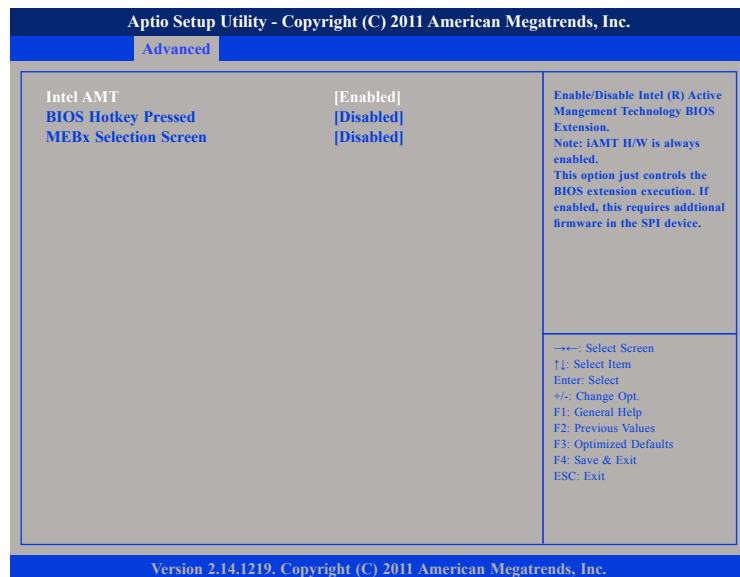 Aptio Setup Utility - Copyright (C) 2011 American Megatrends, Inc.
Advanced
Intel AMT [Enabled]
BIOS Hotkey Pressed [Disabled]
MEBx Selection Screen [Disabled]
Enable/Disable Intel (R) Active
Mangement Technology BIOS
Extension.
Note: iAMT H/W is always
enabled.
This option just controls the
BIOS extension execution. If
enabled, this requires addtional
firmware in the SPI device.
→←: Select Screen
↑↓: Select Item
Enter: Select
+/-: Change Opt.
F1: General Help
F2: Previous Values
F3: Optimized Defaults
F4: Save & Exit
ESC: Exit
Version 2.14.1219. Copyright (C) 2011 American Megatrends, Inc.